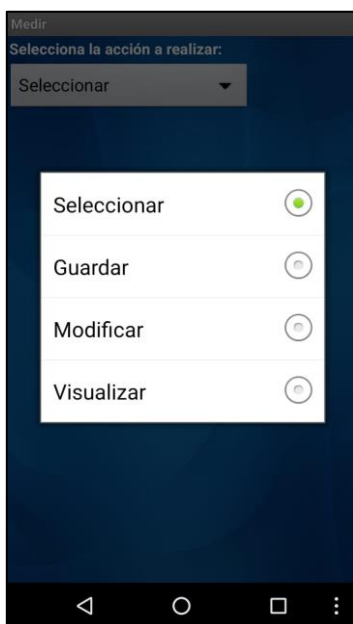 Medir
Selecciona la acción a realizar:
Seleccionar
Seleccionar
Guardar
Modificar
Visualizar